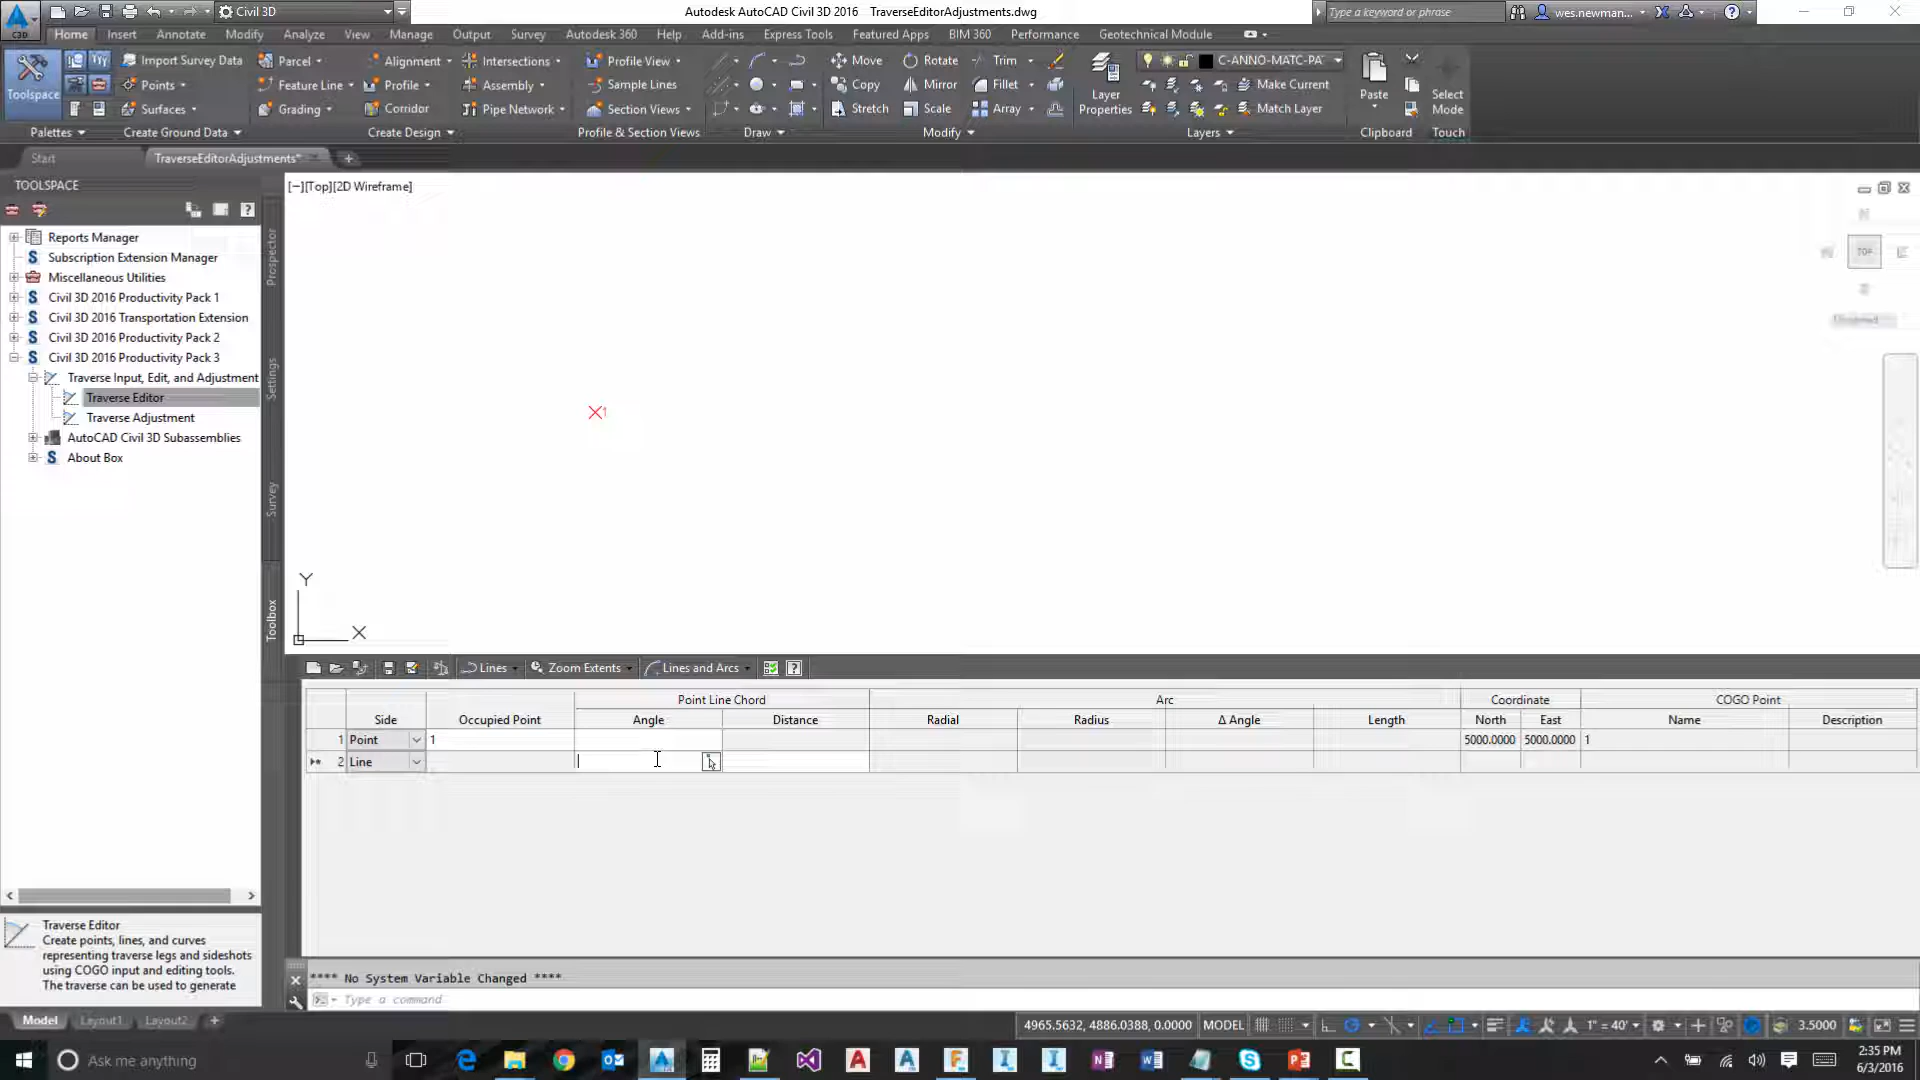 Civil 3D
Autodesk AutoCAD Civil 3D 2016 TraverseEditorAdjustments.dwg
Type a keyword or phrase
wes.newman...
C3D
Home Insert Annotate Modify Analyze View Manage Output Survey Autodesk 360 Help Add-ins Express Tools Featured Apps BIM 360 Performance Geotechnical Module
Import Survey Data Parcel Alignment Intersections Profile View Move Rotate Trim C-ANNO-MATC-PA
Toolspace Points Feature Line Profile Assembly Sample Lines Copy Mirror Fillet Layer Properties Make Current Paste Select Mode
Surfaces Grading Corridor Pipe Network Section Views Stretch Scale Array Match Layer
Palettes Create Ground Data Create Design Profile & Section Views Draw Modify Layers Clipboard Touch
Start TraverseEditorAdjustments*
TOOLSPACE
[−][Top][2D Wireframe]
Reports Manager
Subscription Extension Manager
Miscellaneous Utilities
Civil 3D 2016 Productivity Pack 1
Civil 3D 2016 Transportation Extension
Civil 3D 2016 Productivity Pack 2
Civil 3D 2016 Productivity Pack 3
Traverse Input, Edit, and Adjustment
Traverse Editor
Traverse Adjustment
AutoCAD Civil 3D Subassemblies
About Box
Prospector
Settings
Survey
Toolbox
TOP
Unnamed
1
Y
X
Lines Zoom Extents Lines and Arcs
Point Line Chord Arc Coordinate COGO Point
Side Occupied Point Angle Distance Radial Radius Δ Angle Length North East Name Description
1 Point 1 5000.0000 5000.0000 1
2 Line
Traverse Editor
Create points, lines, and curves
representing traverse legs and sideshots
using COGO input and editing tools.
The traverse can be used to generate
**** No System Variable Changed ****
Type a command
Model Layout1 Layout2
4965.5632, 4886.0388, 0.0000 MODEL 1" = 40' 3.5000
Ask me anything
2:35 PM
6/3/2016